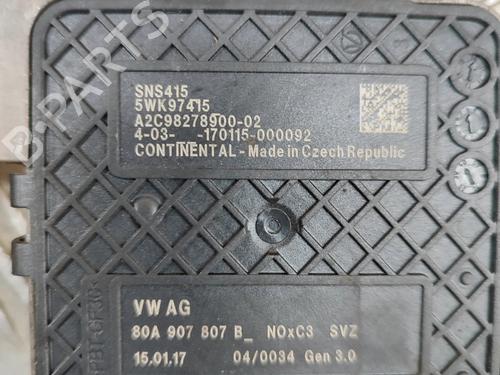 SNS415
5WK97415
A2C98278900-02
4-03- -170115-000092
CONTINENTAL - Made in Czech Republic
B-PARTS
VW AG
80A 907 807 B_ NOxC3 SVZ
15.01.17 04/0034 Gen 3.0